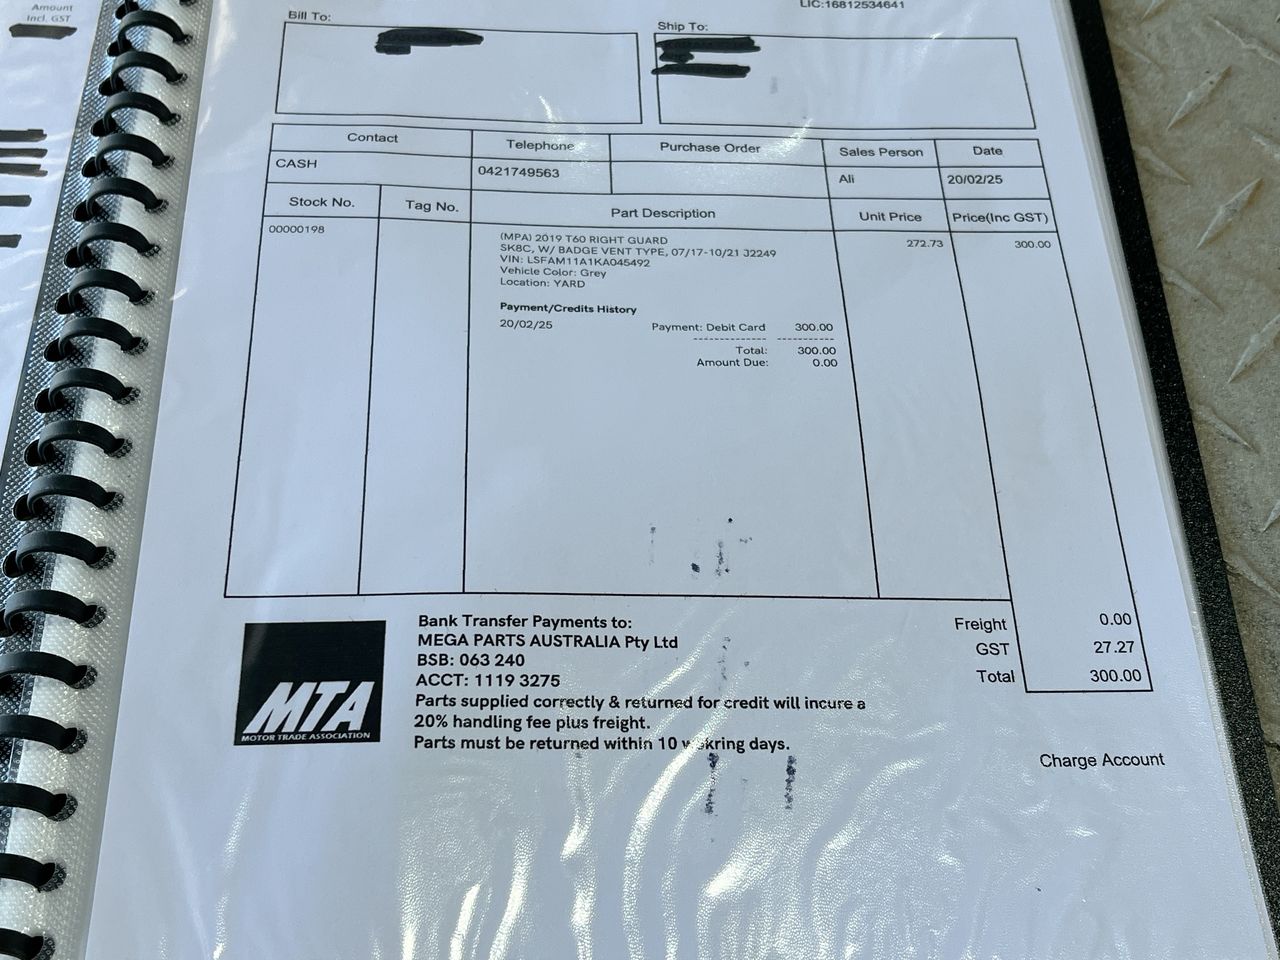 Amount
Incl. GST
LIC:16812534641
Bill To:
Ship To:
Contact
Telephone
Purchase Order
Sales Person
Date
CASH
0421749563
Ali
20/02/25
Stock No.
Tag No.
Part Description
Unit Price
Price(Inc GST)
00000198
(MPA) 2019 T60 RIGHT GUARD
272.73
300.00
SK8C, W/ BADGE VENT TYPE, 07/17-10/21 32249
VIN: LSFAM11A1KA045492
Vehicle Color: Grey
Location: YARD
Payment/Credits History
20/02/25
Payment: Debit Card
300.00
Total:
300.00
Amount Due:
0.00
Bank Transfer Payments to:
MEGA PARTS AUSTRALIA Pty Ltd
BSB: 063 240
ACCT: 1119 3275
Parts supplied correctly & returned for credit will incure a
20% handling fee plus freight.
Parts must be returned within 10 wokring days.
MTA
MOTOR TRADE ASSOCIATION
Freight
0.00
GST
27.27
Total
300.00
Charge Account